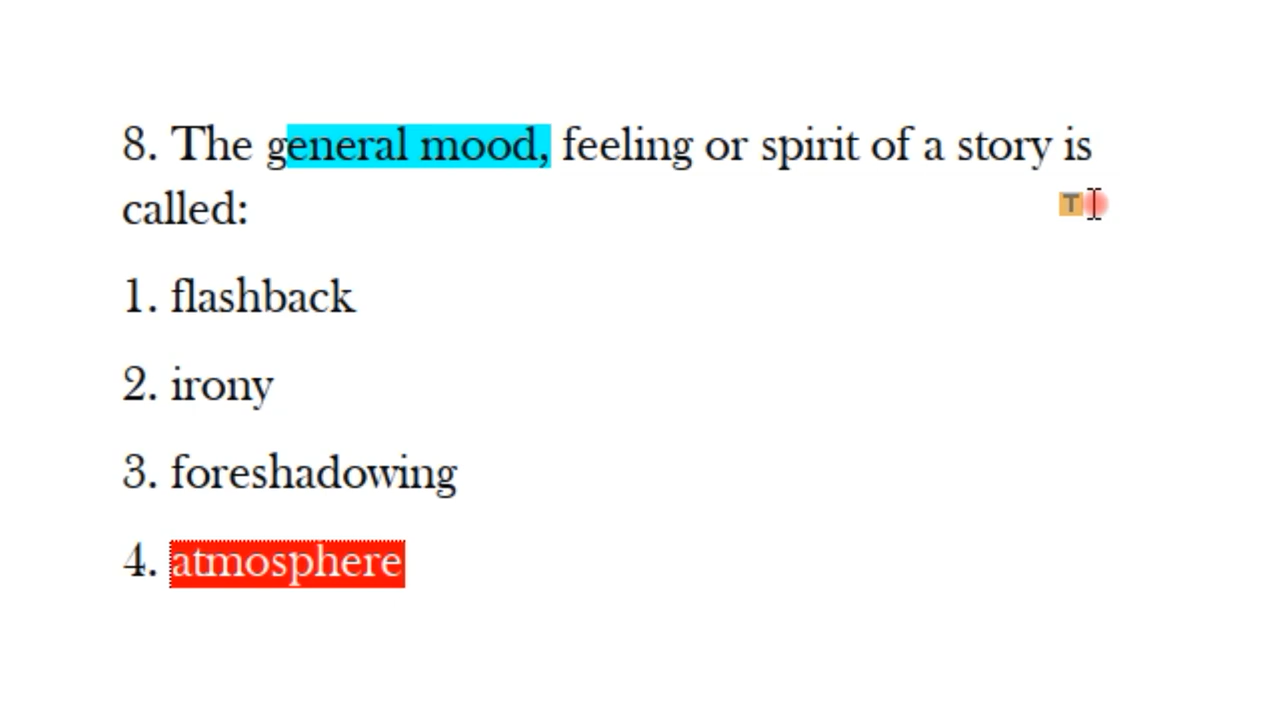 8. The general mood, feeling or spirit of a story is
called:
T
1. flashback
2. irony
3. foreshadowing
4. atmosphere